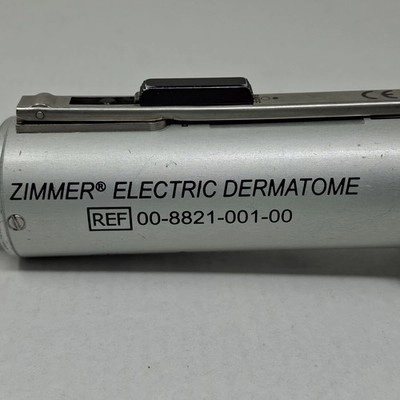 ZIMMER® ELECTRIC DERMATOME
REF 00-8821-001-00